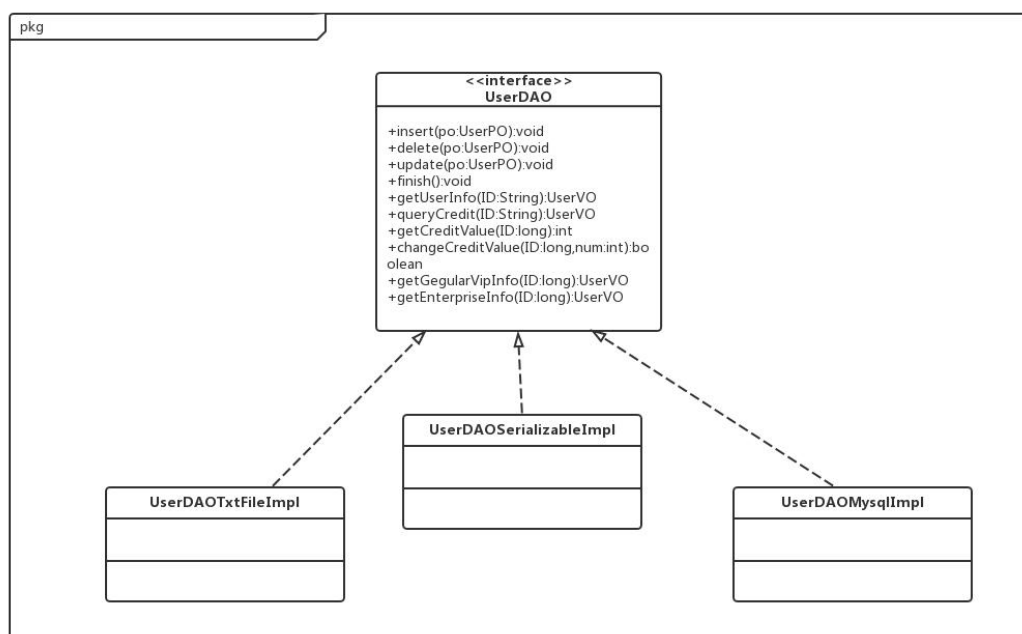 pkg
<<interface>>
UserDAO
+insert(po:UserPO):void
+delete(po:UserPO):void
+update(po:UserPO):void
+finish():void
+getUserInfo(ID:String):UserVO
+queryCredit(ID:String):UserVO
+getCreditValue(ID:long):int
+changeCreditValue(ID:long,num:int):bo
olean
+getGegularVipInfo(ID:long):UserVO
+getEnterpriseInfo(ID:long):UserVO
UserDAOSerializableImpl
UserDAOTxtFileImpl
UserDAOMysqlImpl